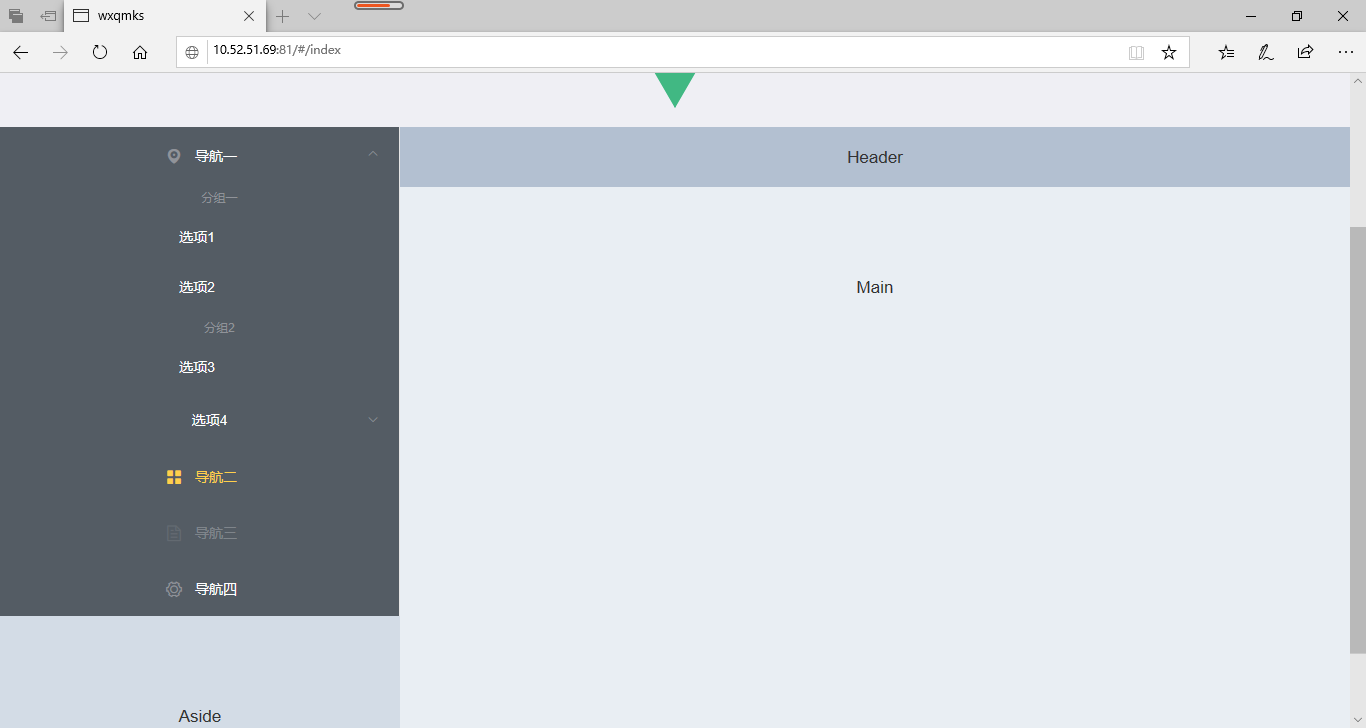 wxqmks
10.52.51.69:81/#/index
导航一
分组一
选项1
选项2
分组2
选项3
选项4
导航二
导航三
导航四
Aside
Header
Main